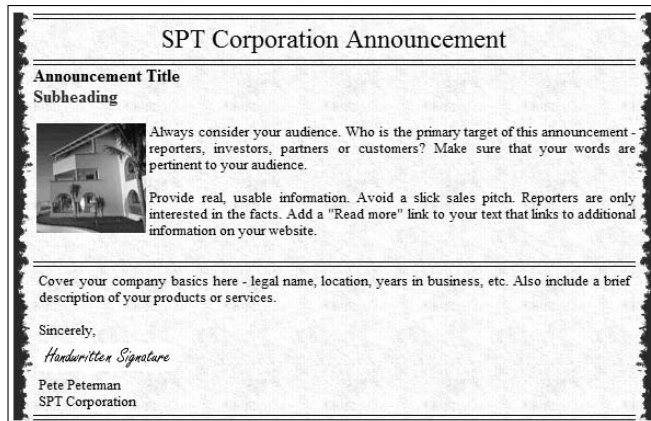 SPT Corporation Announcement
Announcement Title
Subheading
Always consider your audience. Who is the primary target of this announcement -
reporters, investors, partners or customers? Make sure that your words are
pertinent to your audience.
Provide real, usable information. Avoid a slick sales pitch. Reporters are only
interested in the facts. Add a "Read more" link to your text that links to additional
information on your website.
Cover your company basics here - legal name, location, years in business, etc. Also include a brief
description of your products or services.
Sincerely,
Handwritten Signature
Pete Peterman
SPT Corporation